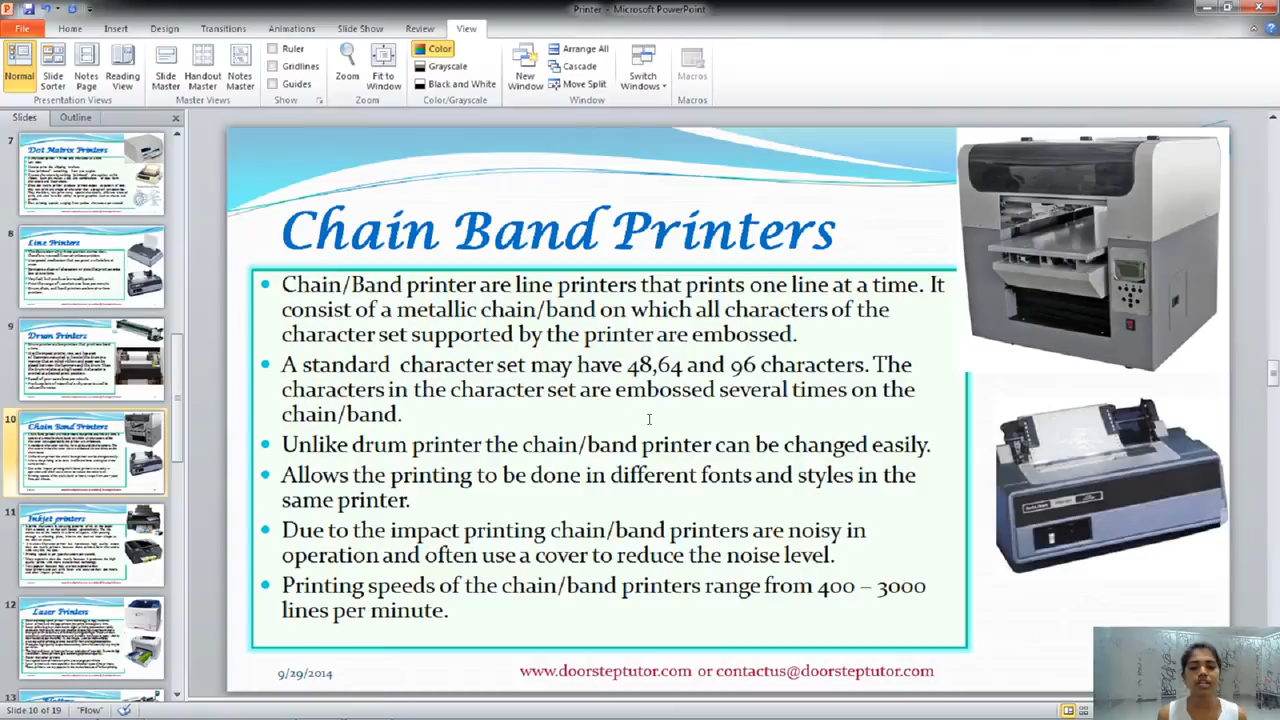 Printer - Microsoft PowerPoint
File Home Insert Design Transitions Animations Slide Show Review View
Normal
Slide Sorter
Notes Page
Reading View
Presentation Views
Slide Master
Handout Master
Notes Master
Master Views
Ruler
Gridlines
Guides
Show
Zoom
Fit to Window
Zoom
Color
Grayscale
Black and White
Color/Grayscale
New Window
Arrange All
Cascade
Move Split
Switch Windows
Window
Macros
Macros
Slides Outline
7
Dot Matrix Printers
8
Line Printers
9
Drum Printers
10
Chain Band Printers
11
Inkjet printers
12
Laser Printers
13
Chain Band Printers
Chain/Band printer are line printers that prints one line at a time. It
consist of a metallic chain/band on which all characters of the
character set supported by the printer are embossed.
A standard character set may have 48,64 and 96 characters. The
characters in the character set are embossed several times on the
chain/band.
Unlike drum printer the chain/band printer can be changed easily.
Allows the printing to be done in different fonts and styles in the
same printer.
Due to the impact printing chain/band printers are noisy in
operation and often use a cover to reduce the noise level.
Printing speeds of the chain/band printers range from 400 – 3000
lines per minute.
9/29/2014
www.doorsteptutor.com or contactus@doorsteptutor.com
Slide 10 of 19 "Flow"